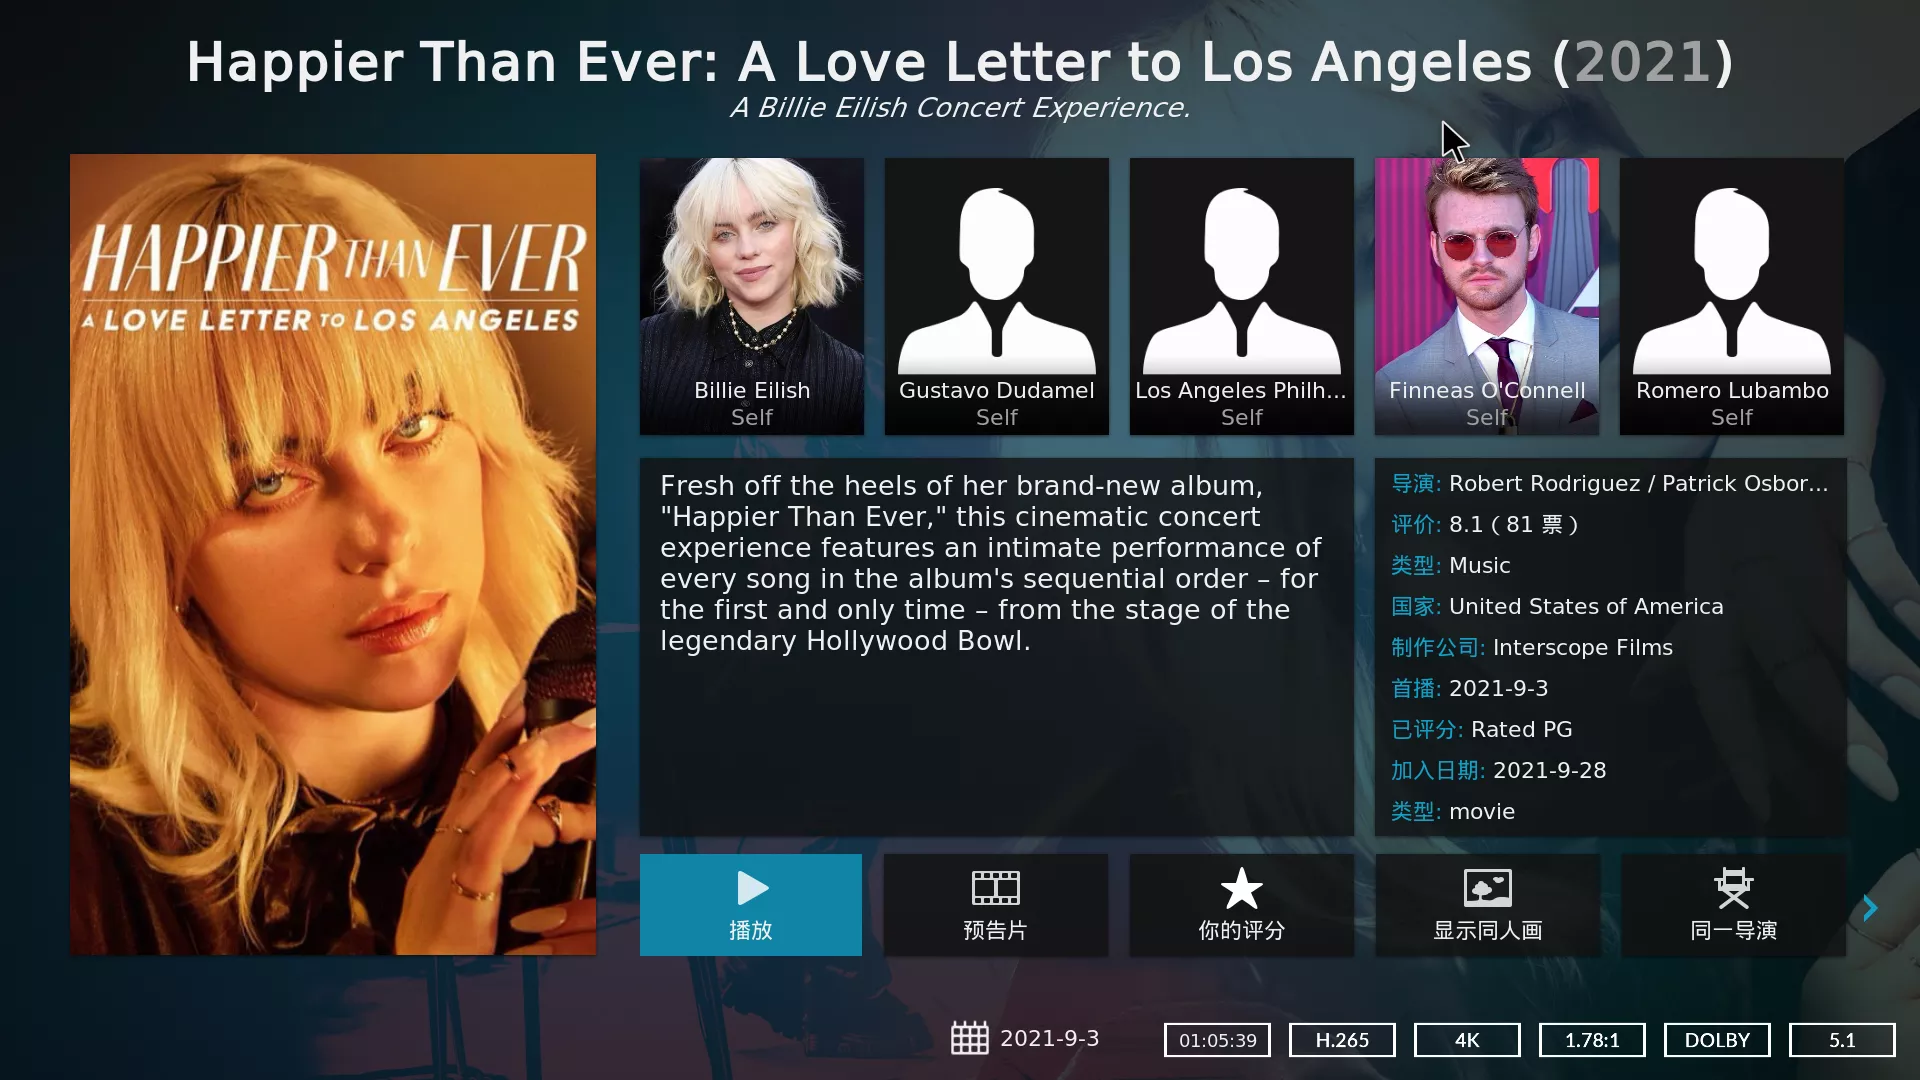 Happier Than Ever: A Love Letter to Los Angeles (2021)
A Billie Eilish Concert Experience.
HAPPIER THAN EVER
A LOVE LETTER TO LOS ANGELES
Billie Eilish
Self
Gustavo Dudamel
Self
Los Angeles Philh...
Self
Finneas O'Connell
Self
Romero Lubambo
Self
Fresh off the heels of her brand-new album,
"Happier Than Ever," this cinematic concert
experience features an intimate performance of
every song in the album's sequential order – for
the first and only time – from the stage of the
legendary Hollywood Bowl.
导演: Robert Rodriguez / Patrick Osbor...
评价: 8.1 ( 81 票 )
类型: Music
国家: United States of America
制作公司: Interscope Films
首播: 2021-9-3
已评分: Rated PG
加入日期: 2021-9-28
类型: movie
播放
预告片
你的评分
显示同人画
同一导演
2021-9-3
01:05:39
H.265
4K
1.78:1
DOLBY
5.1